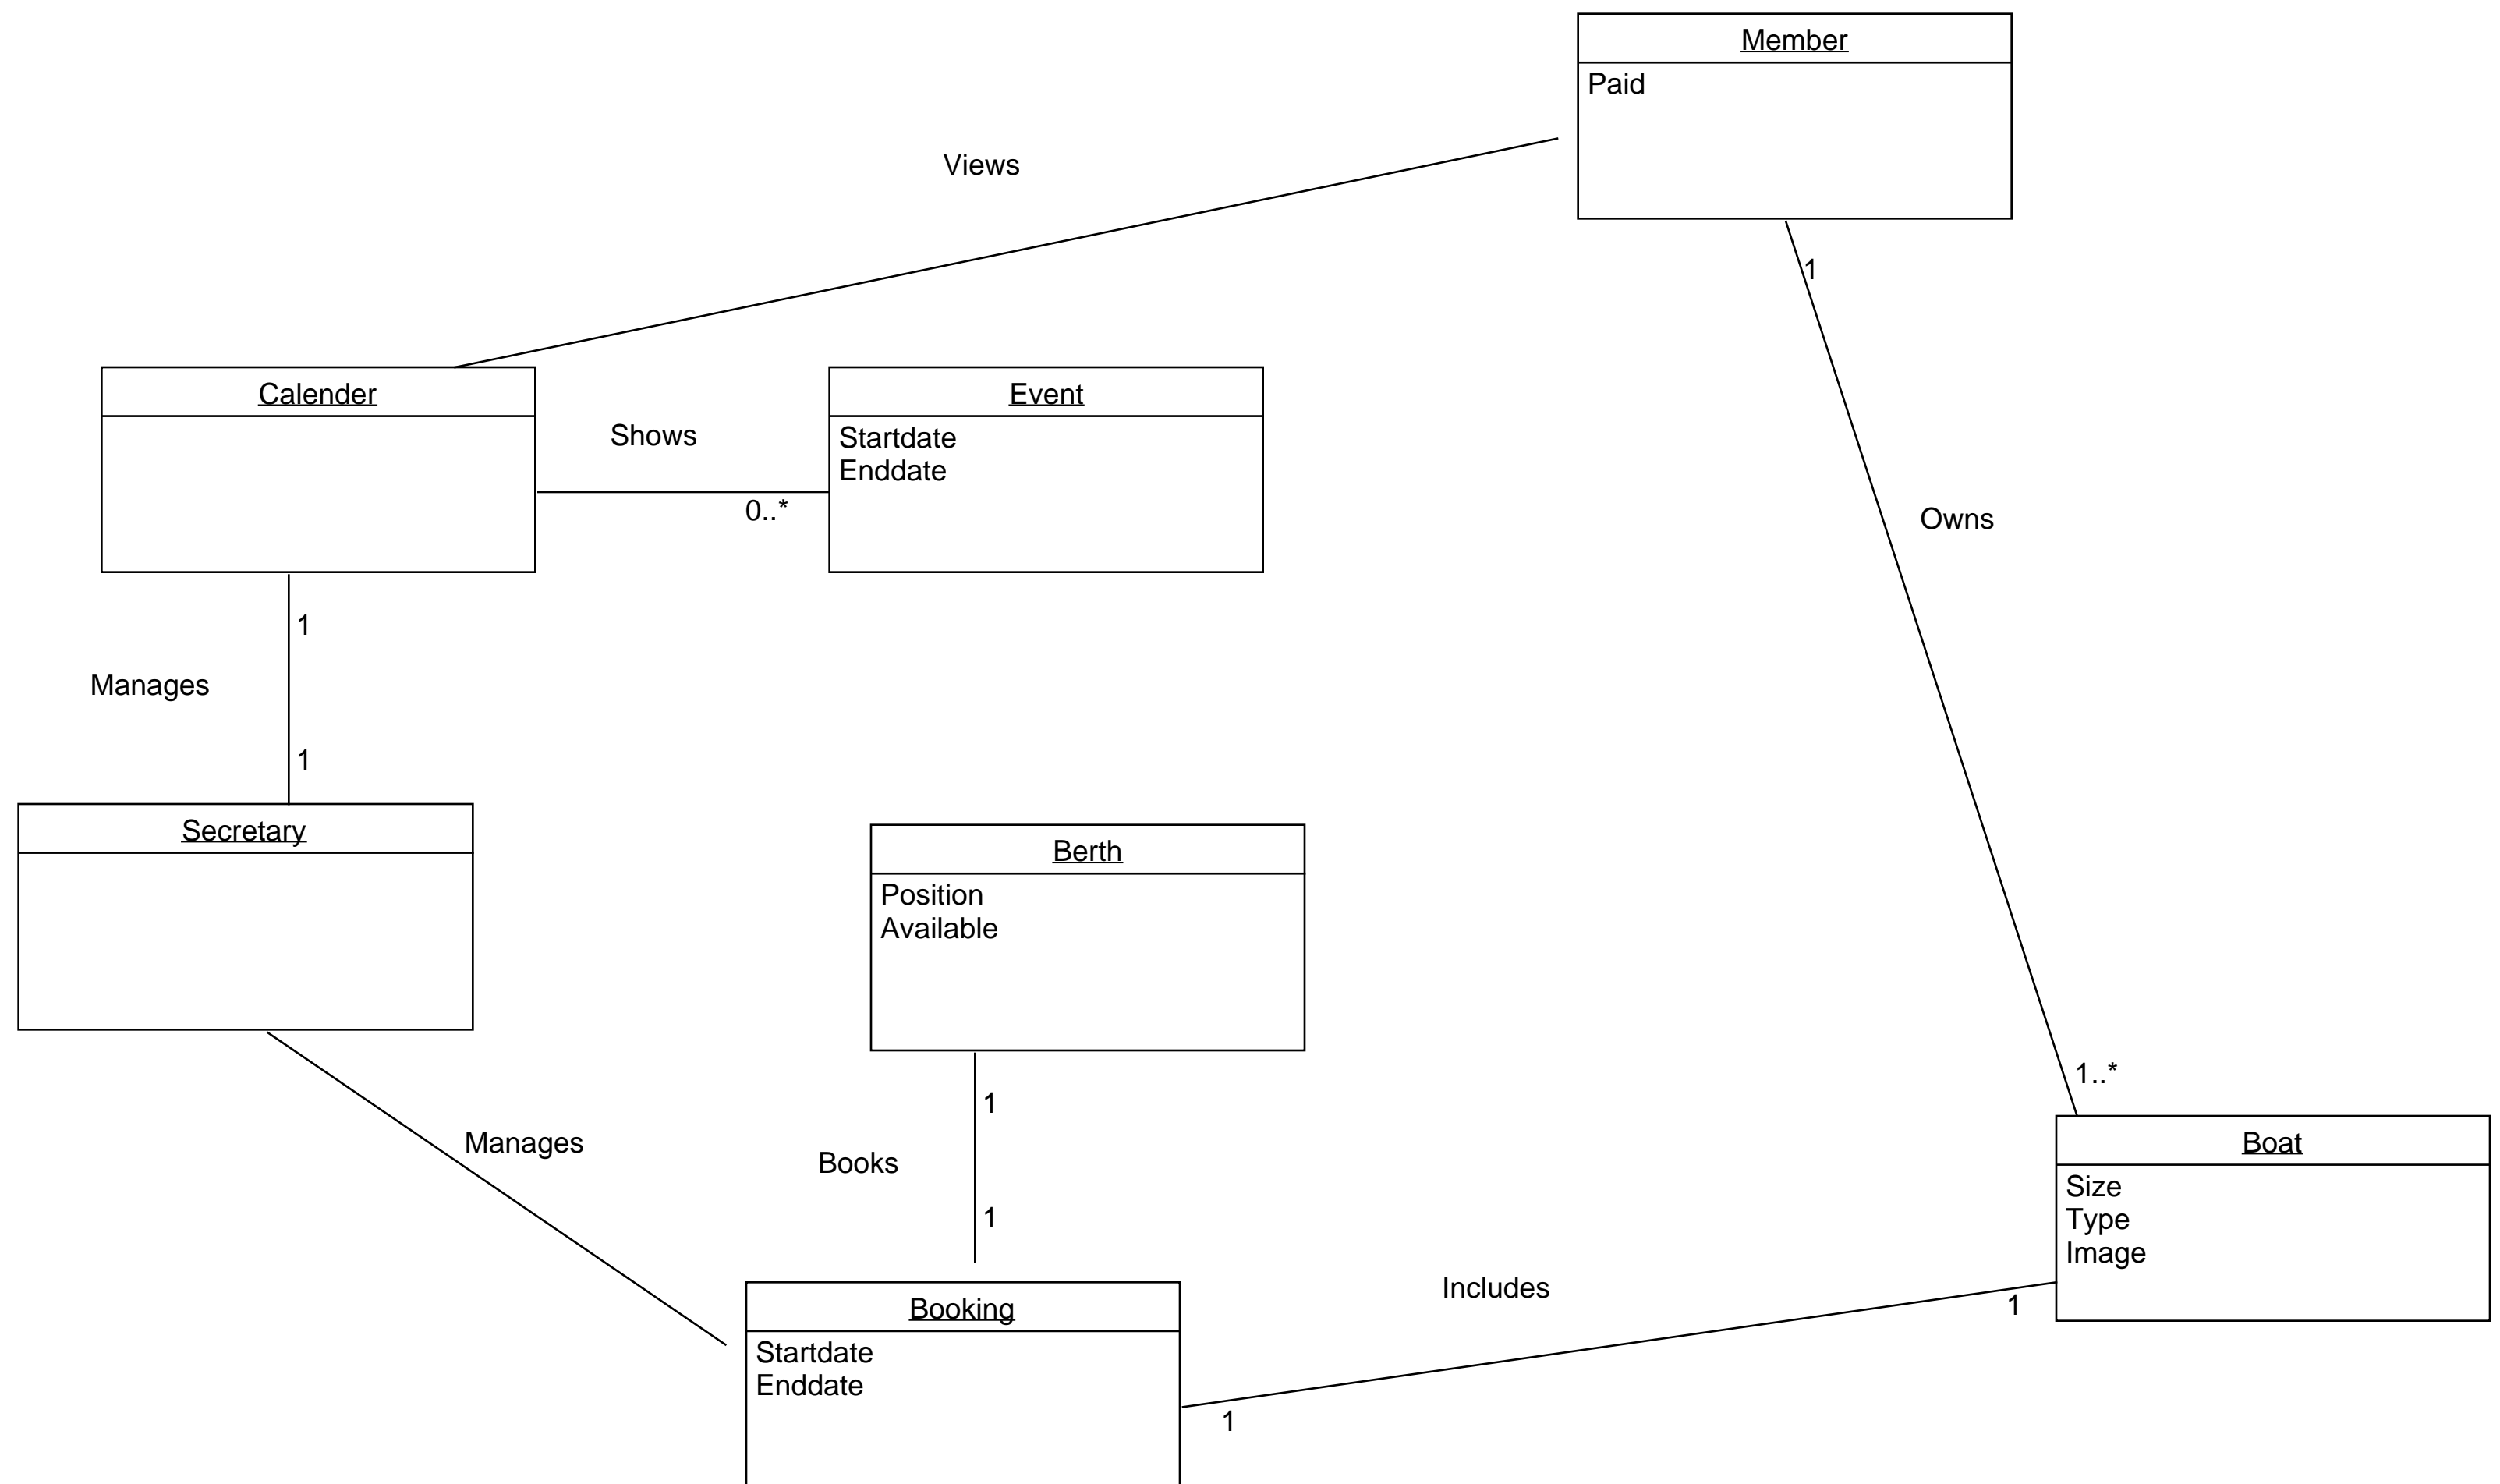 Member
Paid
Views
1
Calender
Event
Shows
Startdate
Enddate
0..*
Owns
1
Manages
1
Secretary
Berth
Position
Available
1..*
1
Manages
Books
Boat
1
Size
Type
Image
Includes
1
Booking
Startdate
Enddate
1